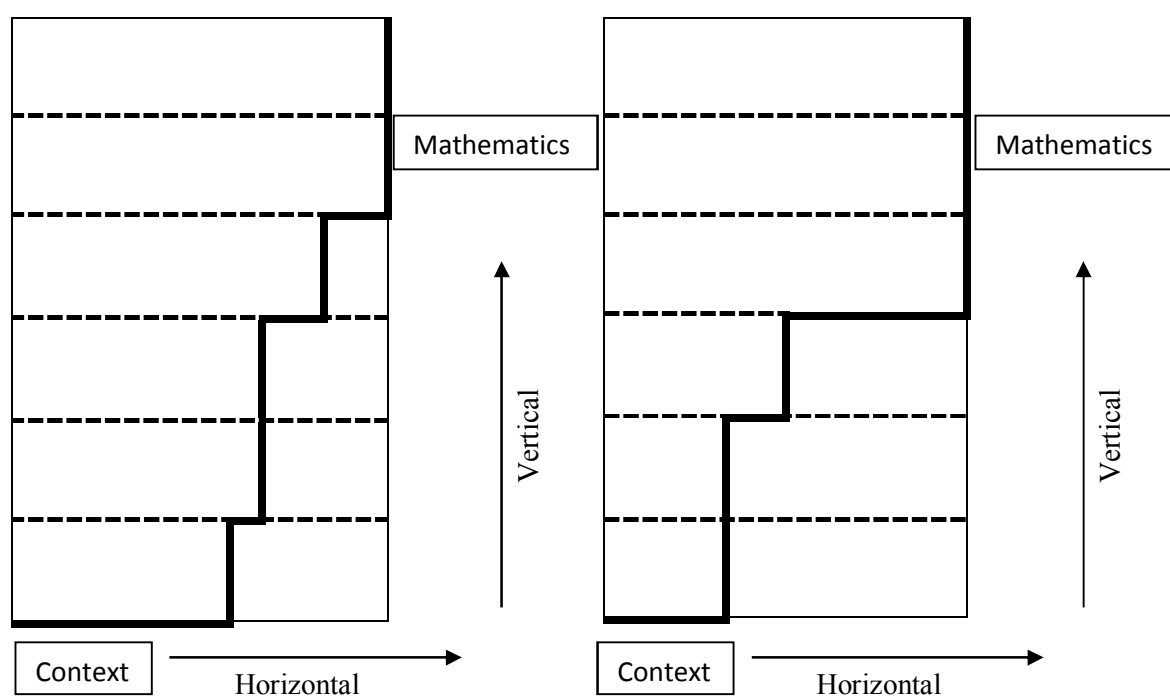 Mathematics
Vertical
Context
Horizontal
Mathematics
Vertical
Context
Horizontal